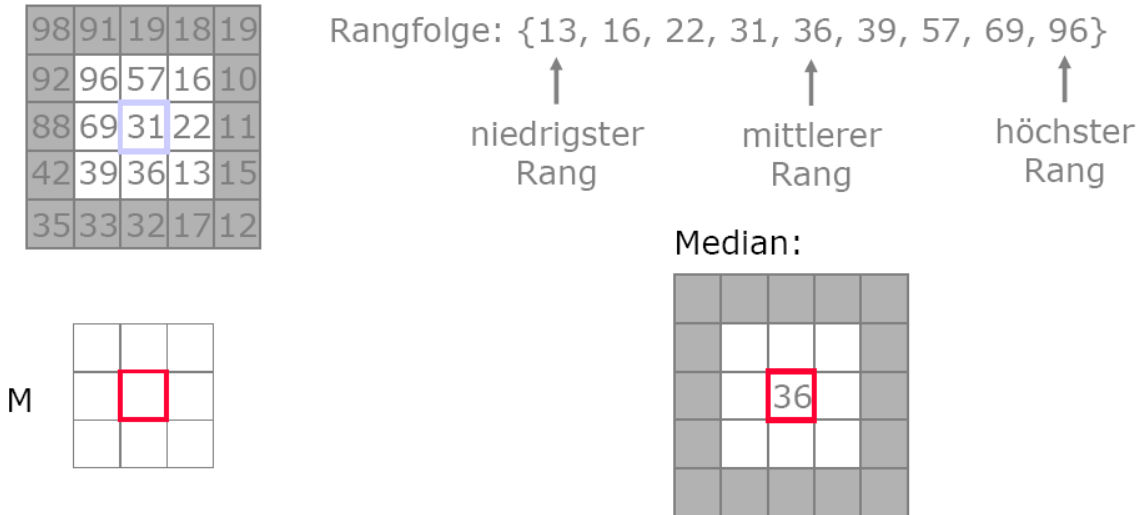 98 91 19 18 19
92 96 57 16 10
88 69 31 22 11
42 39 36 13 15
35 33 32 17 12
Rangfolge: {13, 16, 22, 31, 36, 39, 57, 69, 96}
niedrigster
Rang
mittlerer
Rang
höchster
Rang
M
Median:
36